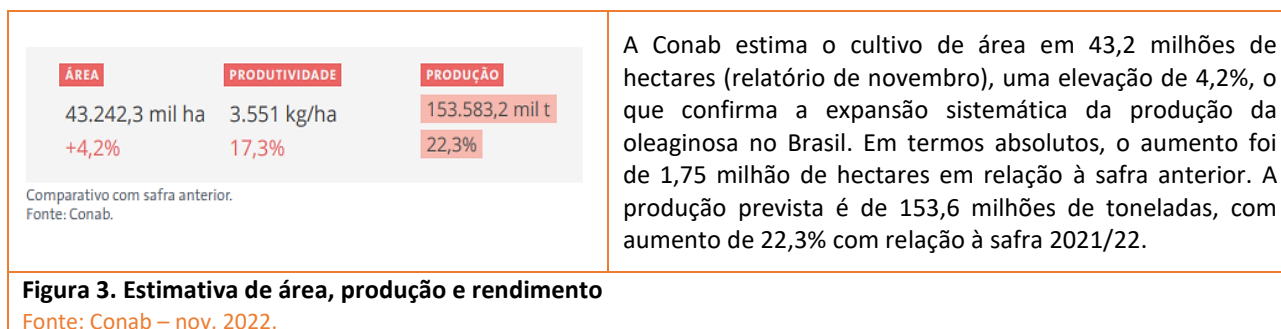 ÁREA PRODUTIVIDADE PRODUÇÃO
43.242,3 mil ha 3.551 kg/ha 153.583,2 mil t
+4,2% 17,3% 22,3%
Comparativo com safra anterior.
Fonte: Conab.
A Conab estima o cultivo de área em 43,2 milhões de
hectares (relatório de novembro), uma elevação de 4,2%, o
que confirma a expansão sistemática da produção da
oleaginosa no Brasil. Em termos absolutos, o aumento foi
de 1,75 milhão de hectares em relação à safra anterior. A
produção prevista é de 153,6 milhões de toneladas, com
aumento de 22,3% com relação à safra 2021/22.
Figura 3. Estimativa de área, produção e rendimento
Fonte: Conab – nov. 2022.